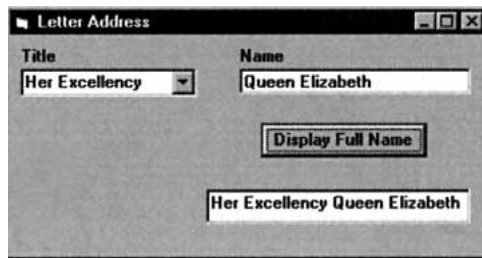 Letter Address
Title
Name
Her Excellency
Queen Elizabeth
Display Full Name
Her Excellency Queen Elizabeth